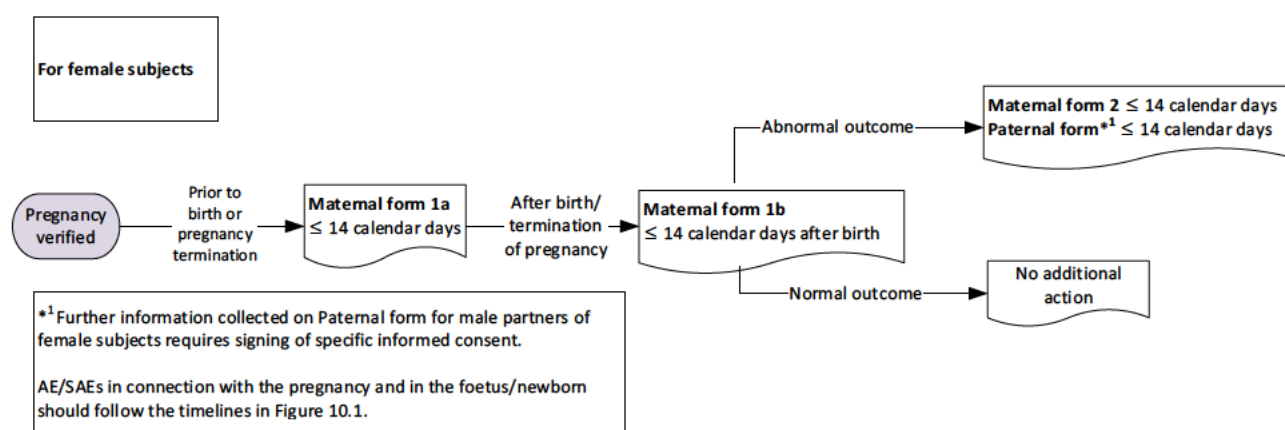 For female subjects
Abnormal outcome
Maternal form 2 ≤ 14 calendar days
Paternal form*¹ ≤ 14 calendar days
Pregnancy
verified
Prior to
birth or
pregnancy
termination
Maternal form 1a
≤ 14 calendar days
After birth/
termination
of pregnancy
Maternal form 1b
≤ 14 calendar days after birth
Normal outcome
No additional
action
*¹ Further information collected on Paternal form for male partners of
female subjects requires signing of specific informed consent.
AE/SAEs in connection with the pregnancy and in the foetus/newborn
should follow the timelines in Figure 10.1.